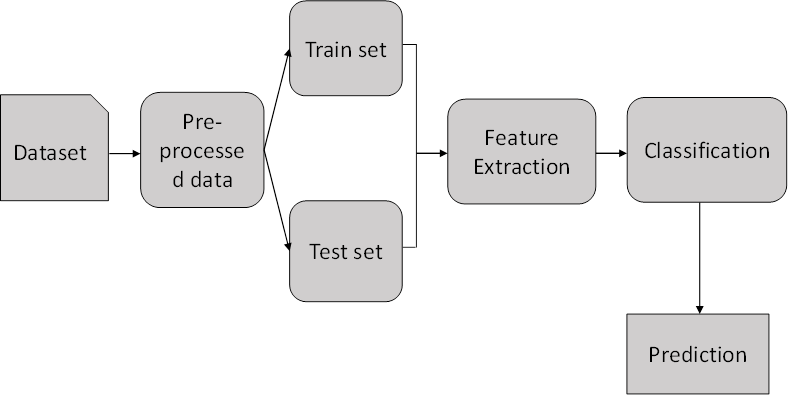 Dataset
Pre-
processe
d data
Train set
Test set
Feature
Extraction
Classification
Prediction